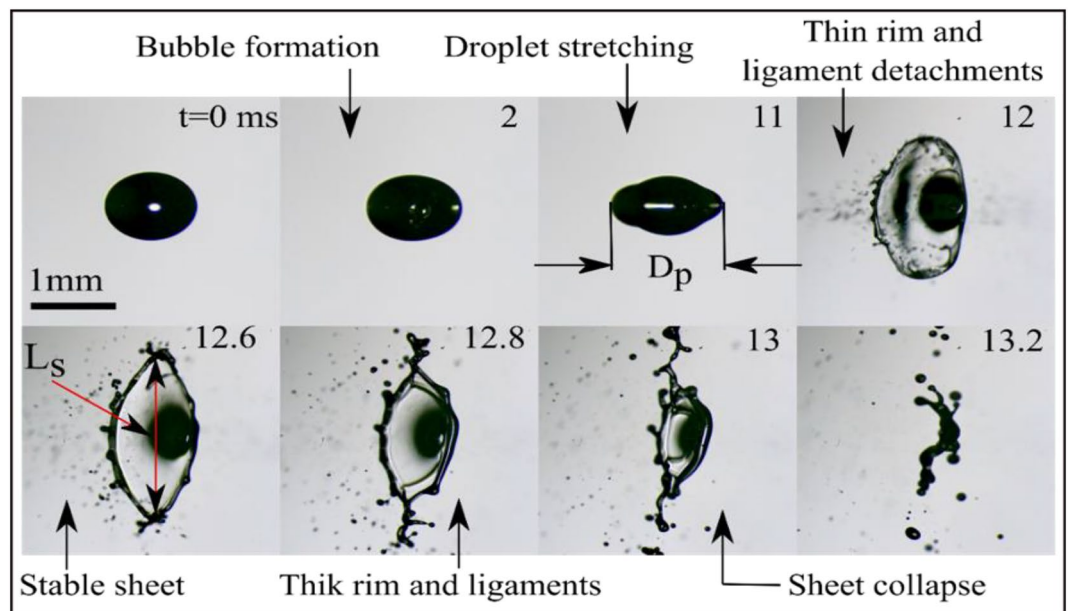 Bubble formation
Droplet stretching
Thin rim and
ligament detachments
t=0 ms
2
11
12
1mm
Dp
12.6
12.8
13
13.2
Ls
Stable sheet
Thik rim and ligaments
Sheet collapse